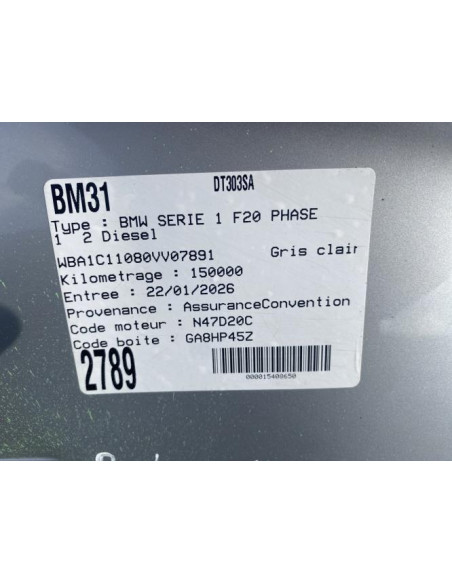 DT303SA
BM31
Type : BMW SERIE 1 F20 PHASE
1 2 Diesel
WBA1C11080VV07891 Gris clair
Kilometrage : 150000
Entree : 22/01/2026
Provenance : AssuranceConvention
Code moteur : N47D20C
Code boite : GA8HP45Z
2789
000015408650